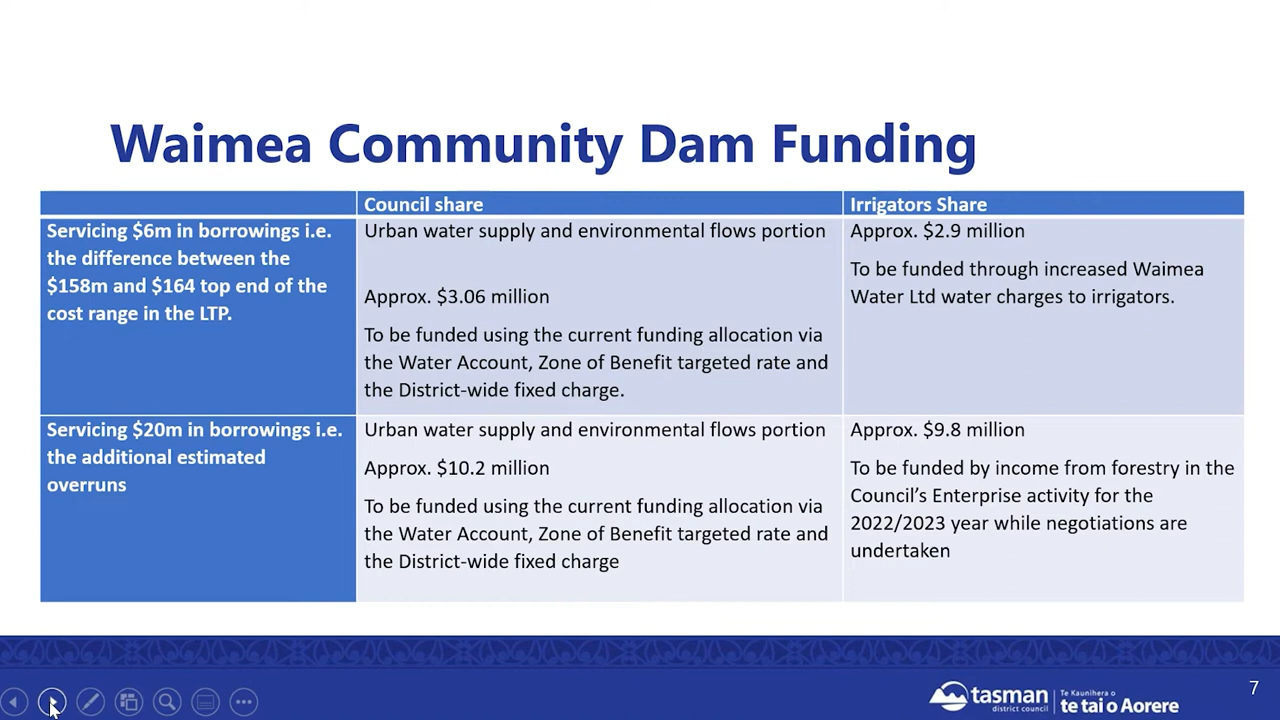 Waimea Community Dam Funding
Council share
Irrigators Share
Servicing $6m in borrowings i.e.
the difference between the
$158m and $164 top end of the
cost range in the LTP.
Urban water supply and environmental flows portion
Approx. $3.06 million
To be funded using the current funding allocation via
the Water Account, Zone of Benefit targeted rate and
the District-wide fixed charge.
Approx. $2.9 million
To be funded through increased Waimea
Water Ltd water charges to irrigators.
Servicing $20m in borrowings i.e.
the additional estimated
overruns
Urban water supply and environmental flows portion
Approx. $10.2 million
To be funded using the current funding allocation via
the Water Account, Zone of Benefit targeted rate and
the District-wide fixed charge
Approx. $9.8 million
To be funded by income from forestry in the
Council’s Enterprise activity for the
2022/2023 year while negotiations are
undertaken
tasman
district council
Te Kaunihera o
te tai o Aorere
7